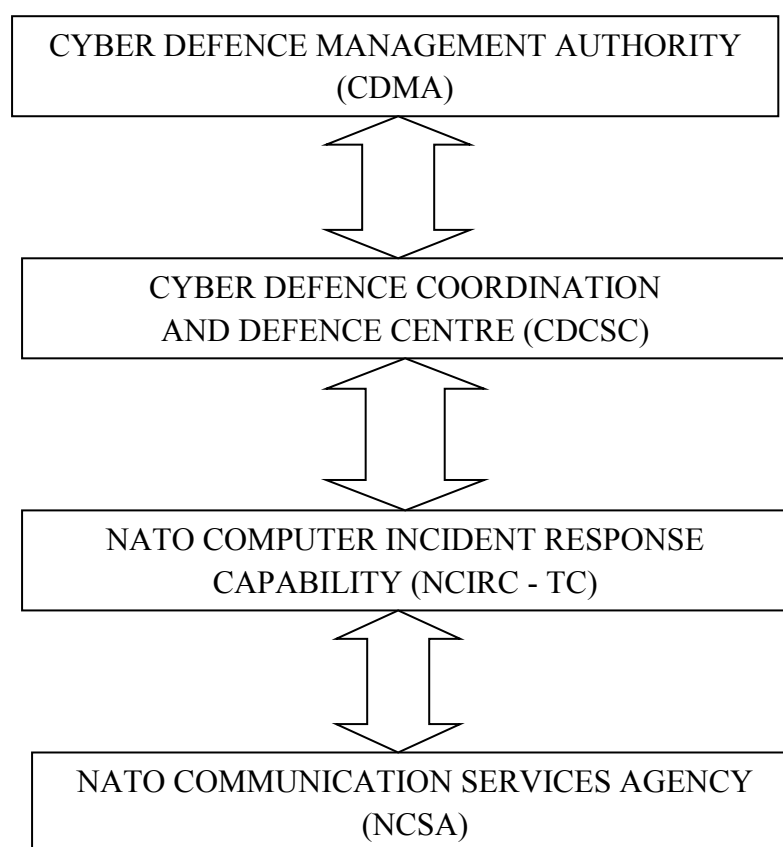 CYBER DEFENCE MANAGEMENT AUTHORITY
(CDMA)
CYBER DEFENCE COORDINATION
AND DEFENCE CENTRE (CDCSC)
NATO COMPUTER INCIDENT RESPONSE
CAPABILITY (NCIRC - TC)
NATO COMMUNICATION SERVICES AGENCY
(NCSA)